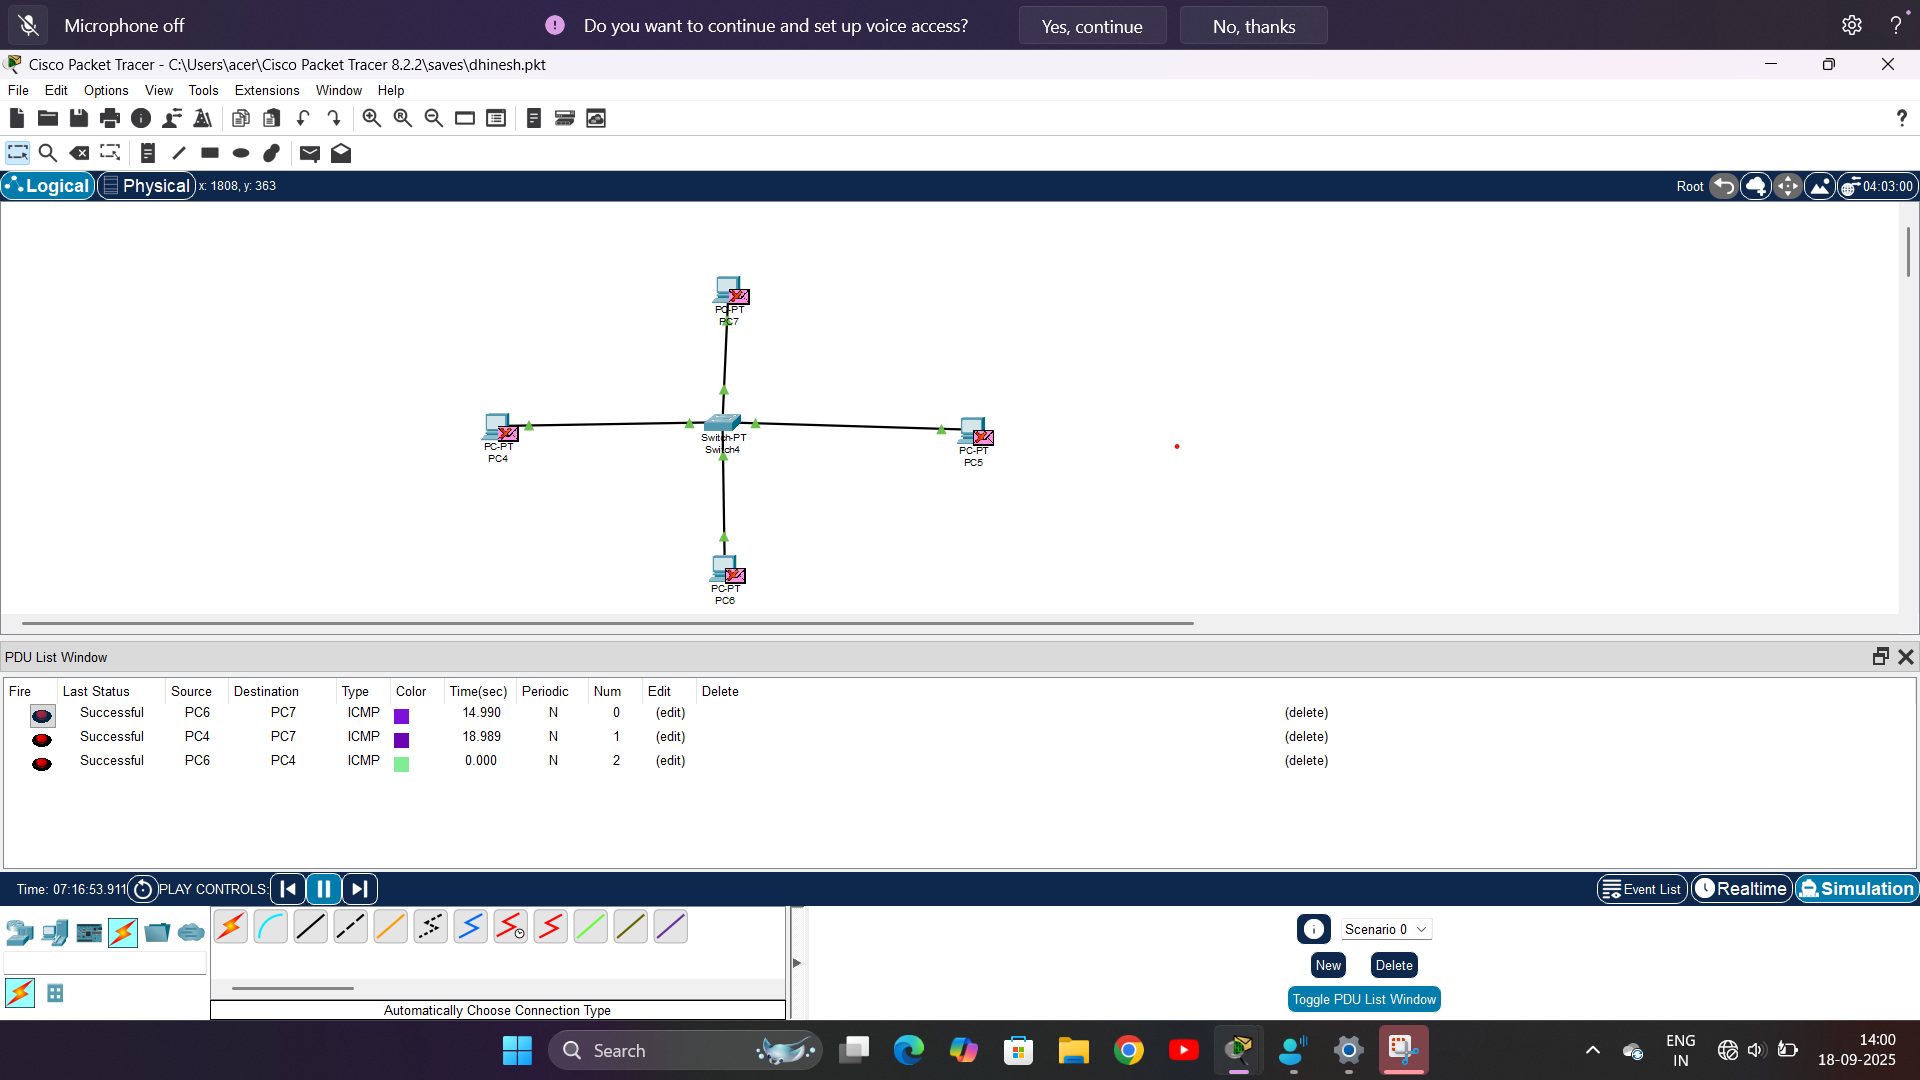 Microphone off
Do you want to continue and set up voice access?
Yes, continue
No, thanks
Cisco Packet Tracer - C:\Users\acer\Cisco Packet Tracer 8.2.2\saves\dhinesh.pkt
File Edit Options View Tools Extensions Window Help
Logical
Physical
x: 1808, y: 363
Root
04:03:00
PC-PT
PC7
PC-PT
PC4
Switch-PT
Switch4
PC-PT
PC5
PC-PT
PC6
PDU List Window
Fire Last Status Source Destination Type Color Time(sec) Periodic Num Edit Delete
Successful PC6 PC7 ICMP 14.990 N 0 (edit) (delete)
Successful PC4 PC7 ICMP 18.989 N 1 (edit) (delete)
Successful PC6 PC4 ICMP 0.000 N 2 (edit) (delete)
Time: 07:16:53.911
PLAY CONTROLS:
Event List
Realtime
Simulation
Scenario 0
New
Delete
Toggle PDU List Window
Automatically Choose Connection Type
Search
ENG
IN
14:00
18-09-2025